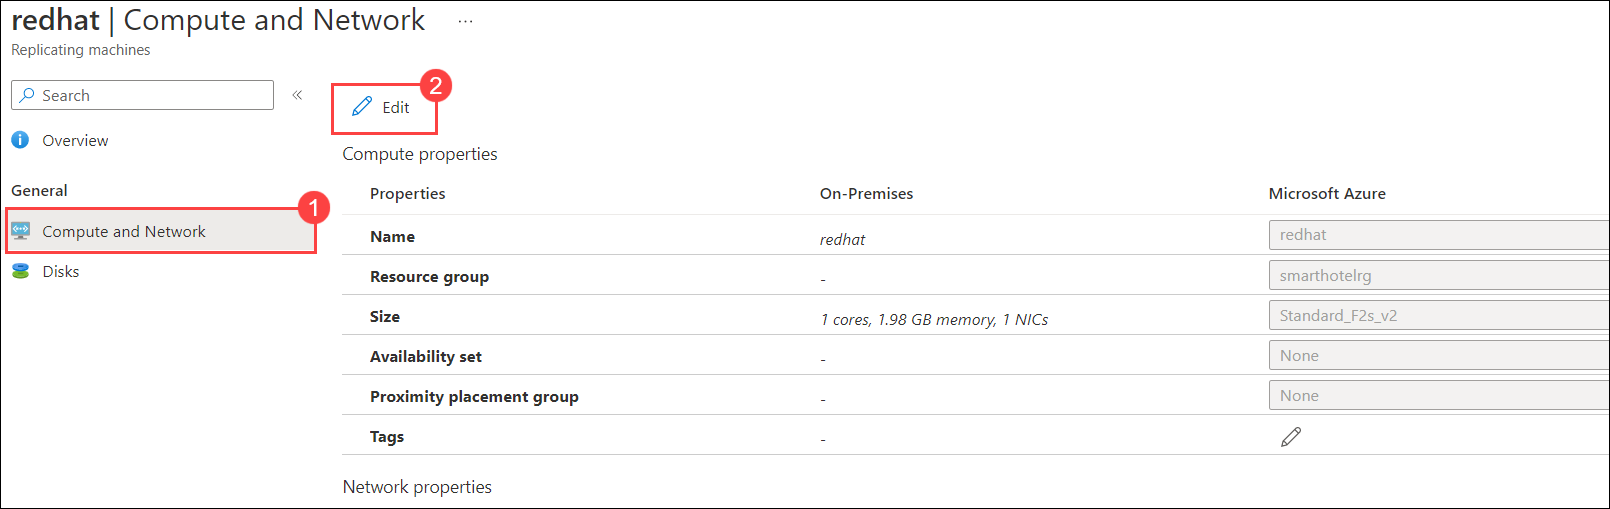 redhat | Compute and Network ...
Replicating machines
Search «
Overview
General
Compute and Network 1
Disks
Edit 2
Compute properties
Properties On-Premises Microsoft Azure
Name redhat redhat
Resource group - smarthotelrg
Size 1 cores, 1.98 GB memory, 1 NICs Standard_F2s_v2
Availability set - None
Proximity placement group - None
Tags -
Network properties